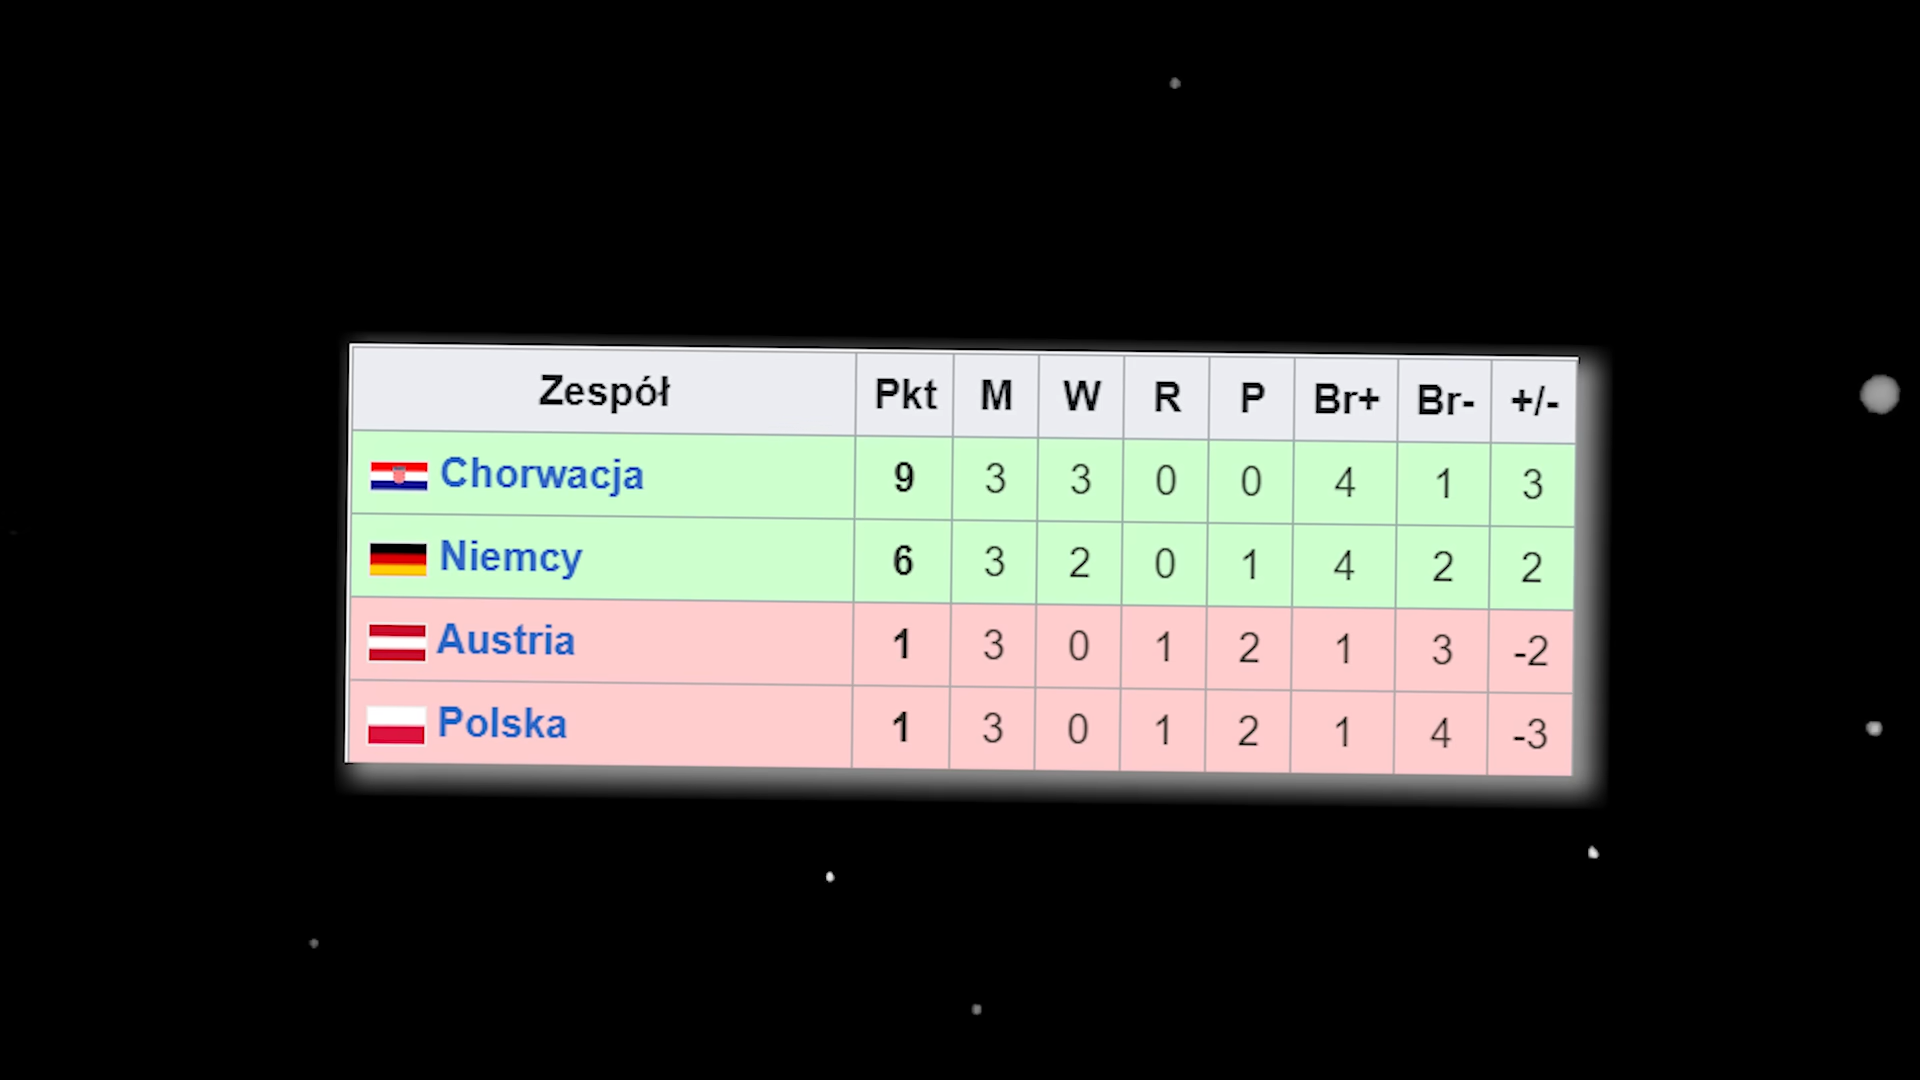 Zespół Pkt M W R P Br+ Br- +/-
Chorwacja 9 3 3 0 0 4 1 3
Niemcy 6 3 2 0 1 4 2 2
Austria 1 3 0 1 2 1 3 -2
Polska 1 3 0 1 2 1 4 -3